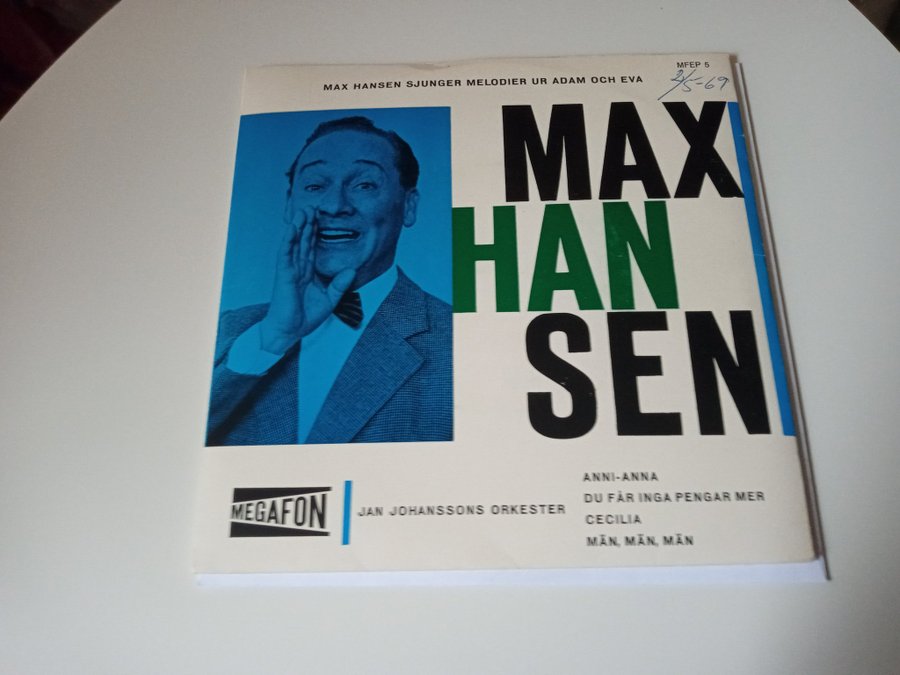 MFEP 5
MAX HANSEN SJUNGER MELODIER UR ADAM OCH EVA
2/5-69
MAX
HAN
SEN
MEGAFON
JAN JOHANSSONS ORKESTER
ANNI-ANNA
DU FÅR INGA PENGAR MER
CECILIA
MÄN, MÄN, MÄN